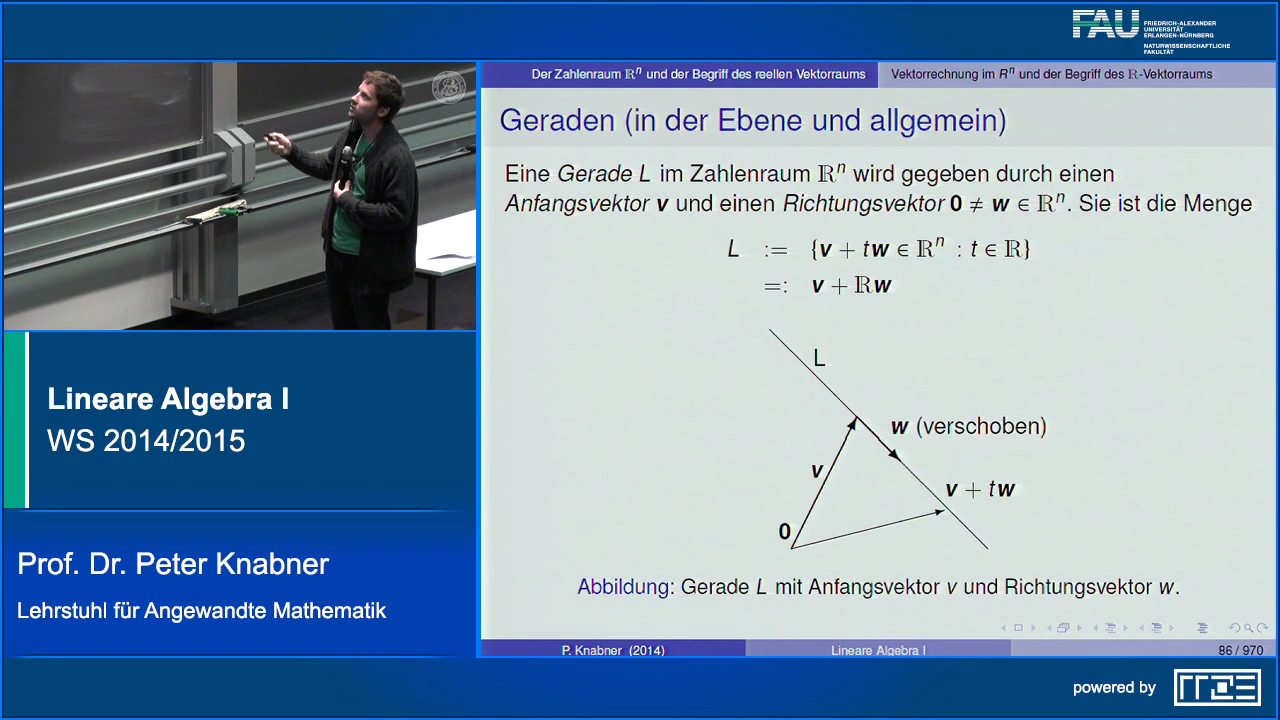 FAU
FRIEDRICH-ALEXANDER
UNIVERSITÄT
ERLANGEN-NÜRNBERG
NATURWISSENSCHAFTLICHE
FAKULTÄT
Der Zahlenraum ℝⁿ und der Begriff des reellen Vektorraums
Vektorrechnung im Rⁿ und der Begriff des ℝ-Vektorraums
Geraden (in der Ebene und allgemein)
Eine Gerade L im Zahlenraum ℝⁿ wird gegeben durch einen
Anfangsvektor v und einen Richtungsvektor 0 ≠ w ∈ ℝⁿ. Sie ist die Menge
L := {v + tw ∈ ℝⁿ : t ∈ ℝ}
=: v + ℝw
L
w (verschoben)
v
v + tw
0
Abbildung: Gerade L mit Anfangsvektor v und Richtungsvektor w.
P. Knabner (2014)
Lineare Algebra I
86 / 970
Lineare Algebra I
WS 2014/2015
Prof. Dr. Peter Knabner
Lehrstuhl für Angewandte Mathematik
powered by